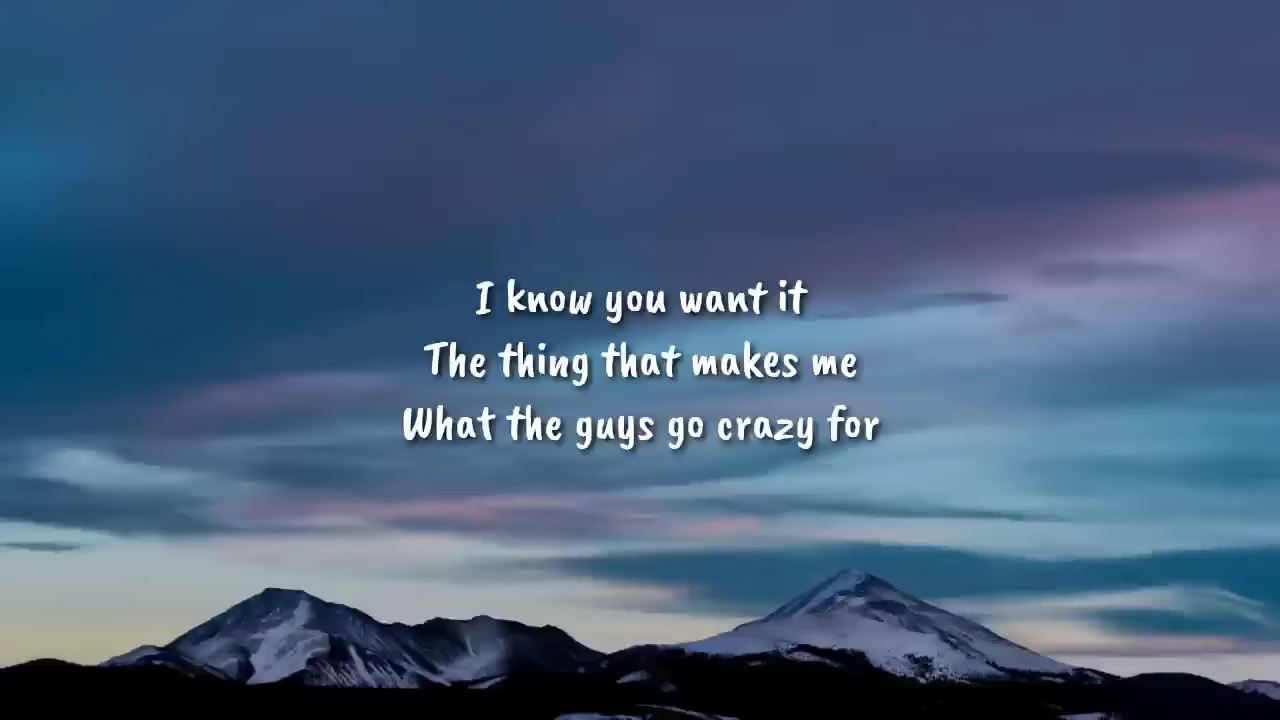 I know you want it
The thing that makes me
What the guys go crazy for